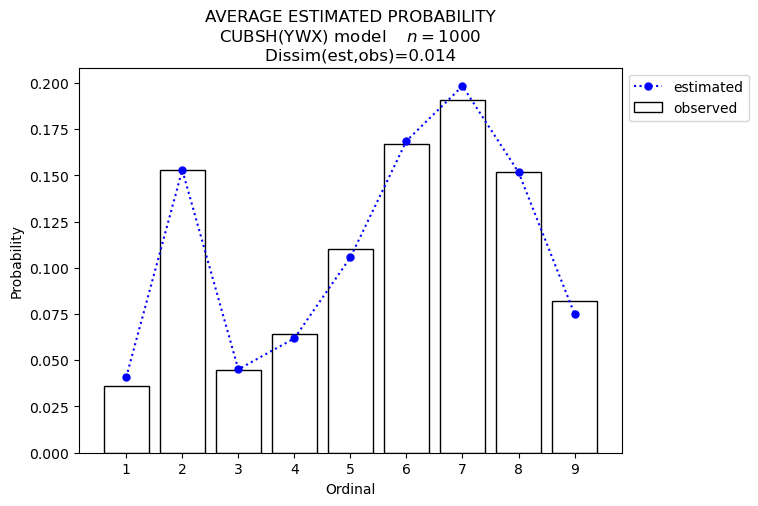 AVERAGE ESTIMATED PROBABILITY
CUBSH(YWX) model n = 1000
Dissim(est,obs)=0.014
estimated
observed
Probability
0.200
0.175
0.150
0.125
0.100
0.075
0.050
0.025
0.000
1 2 3 4 5 6 7 8 9
Ordinal